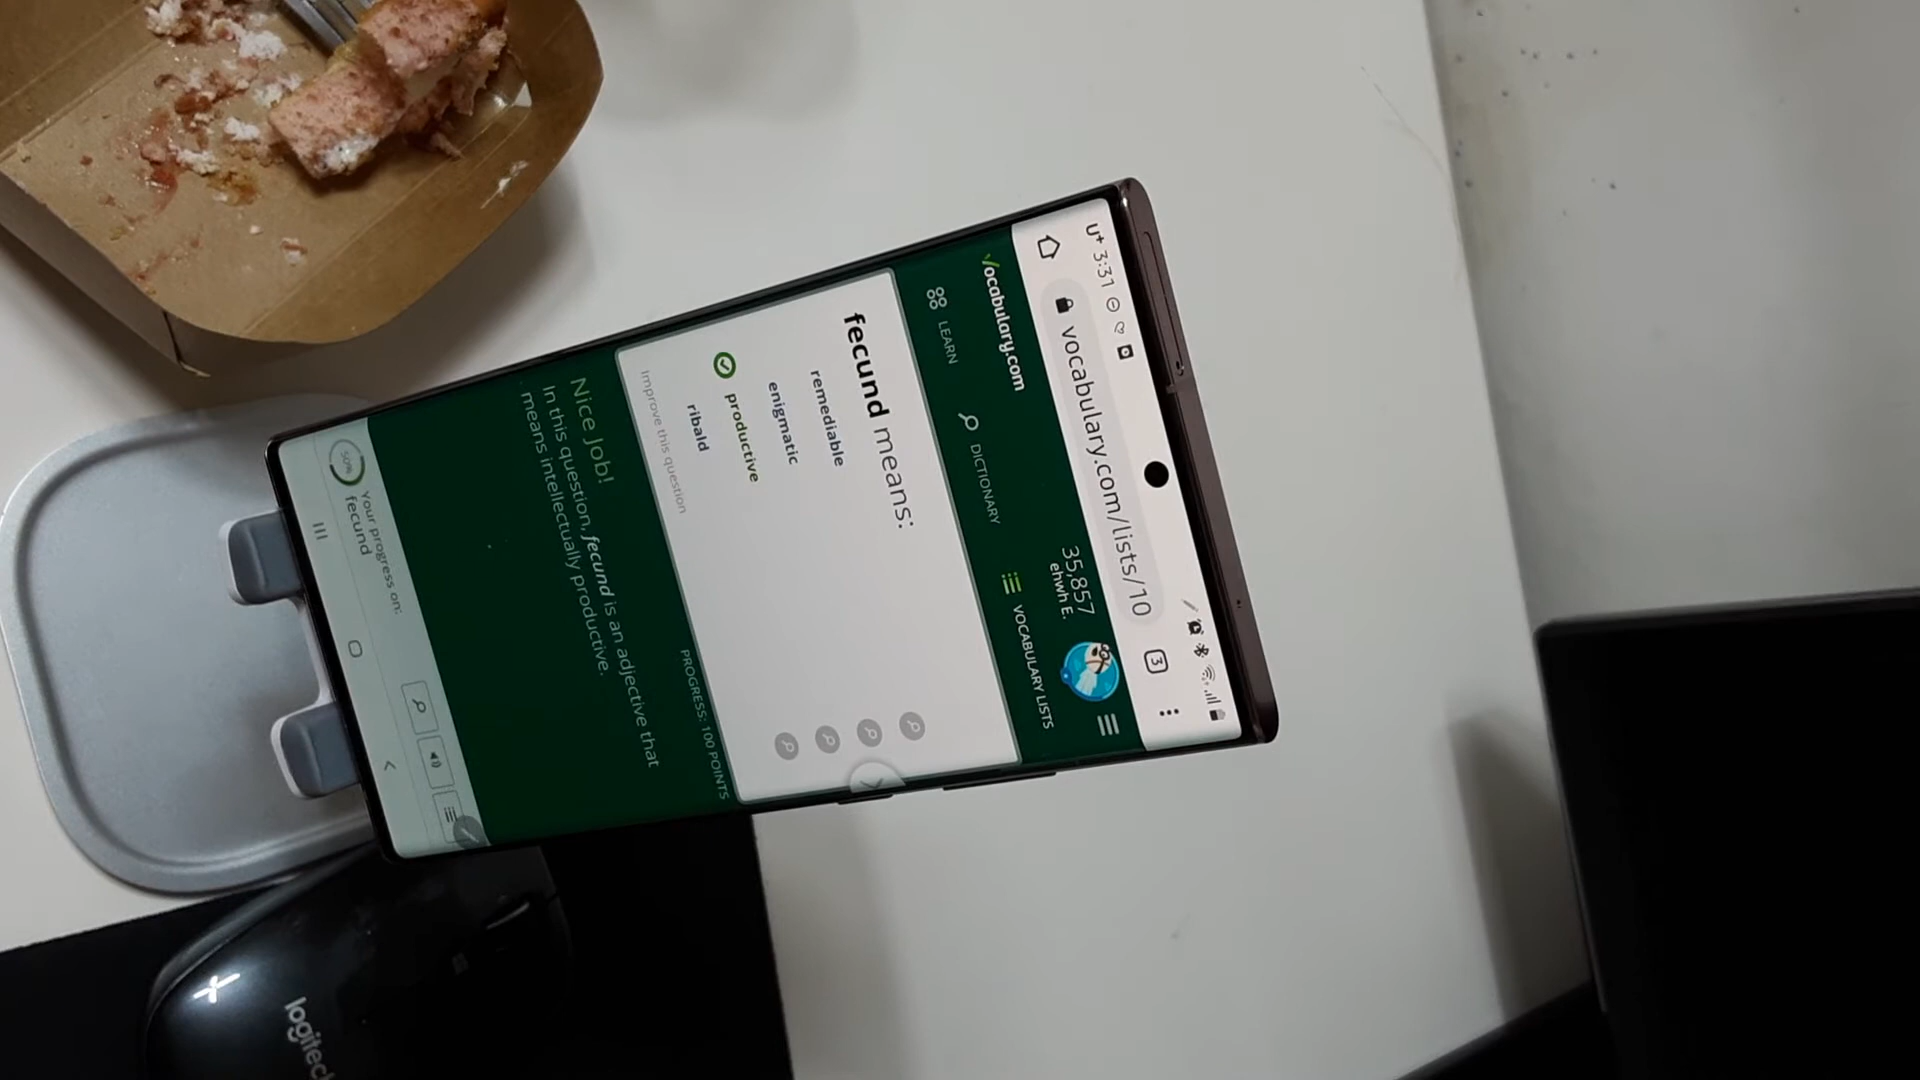 U+ 3:31
vocabulary.com/lists/10
3
Vocabulary.com
35,857
ehwh E.
LEARN
DICTIONARY
VOCABULARY LISTS
fecund means:
remediable
enigmatic
productive
ribald
Improve this question
PROGRESS: 100 POINTS
Nice Job!
In this question, fecund is an adjective that
means intellectually productive.
50%
Your progress on:
fecund
logitech